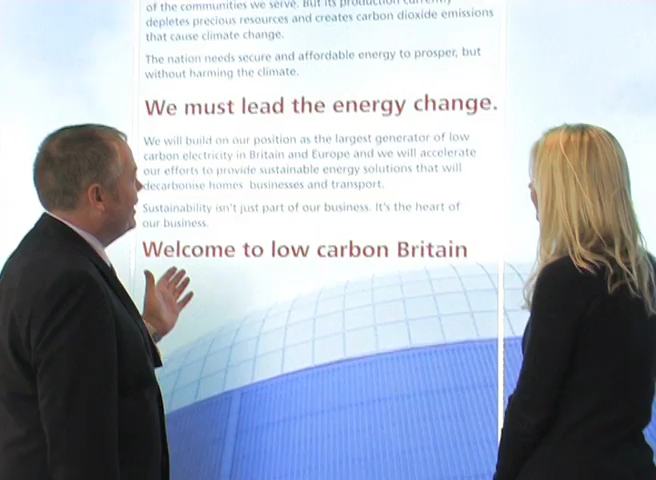 of the communities we serve. But its production currently
depletes precious resources and creates carbon dioxide emissions
that cause climate change.
The nation needs secure and affordable energy to prosper, but
without harming the climate.
We must lead the energy change.
We will build on our position as the largest generator of low
carbon electricity in Britain and Europe and we will accelerate
our efforts to provide sustainable energy solutions that will
decarbonise homes businesses and transport.
Sustainability isn't just part of our business. It's the heart of
our business.
Welcome to low carbon Britain